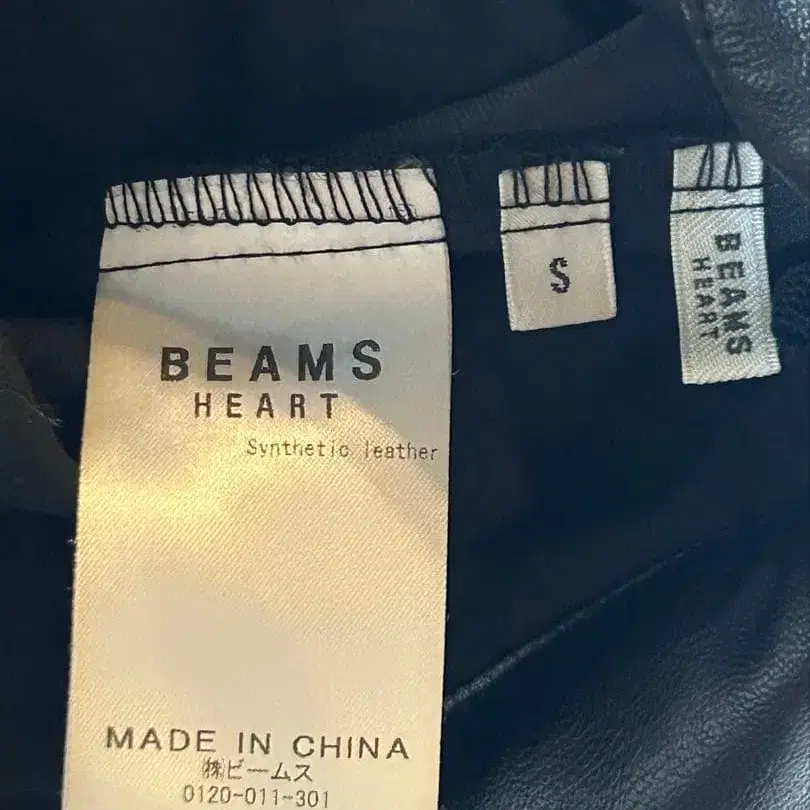 BEAMS
HEART
Synthetic leather
MADE IN CHINA
㈱ビームス
0120-011-301
S
BEAMS
HEART